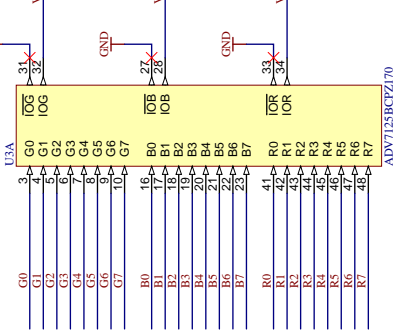 GND
GND
31
32
27
28
33
34
IOG
IOG
IOB
IOB
IOR
IOR
ADV7125BCPZ170
U3A
G0 G1 G2 G3 G4 G5 G6 G7 B0 B1 B2 B3 B4 B5 B6 B7 R0 R1 R2 R3 R4 R5 R6 R7
3 4 5 6 7 8 9 10 16 17 18 19 20 21 22 23 41 42 43 44 45 46 47 48
G0 G1 G2 G3 G4 G5 G6 G7 B0 B1 B2 B3 B4 B5 B6 B7 R0 R1 R2 R3 R4 R5 R6 R7